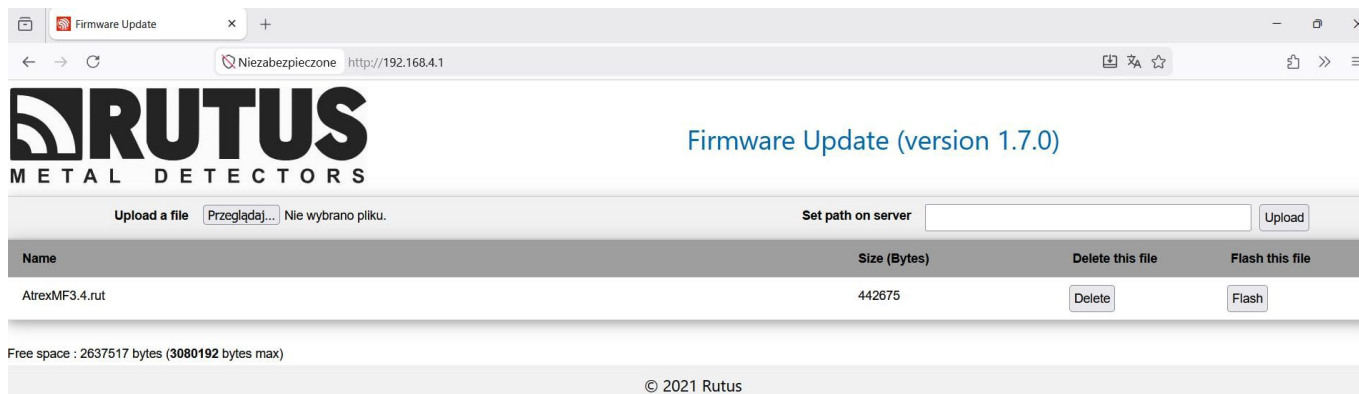 Firmware Update
Niezabezpieczone http://192.168.4.1
RUTUS
METAL DETECTORS
Firmware Update (version 1.7.0)
Upload a file Przeglądaj... Nie wybrano pliku. Set path on server Upload
Name Size (Bytes) Delete this file Flash this file
AtrexMF3.4.rut 442675 Delete Flash
Free space : 2637517 bytes (3080192 bytes max)
© 2021 Rutus